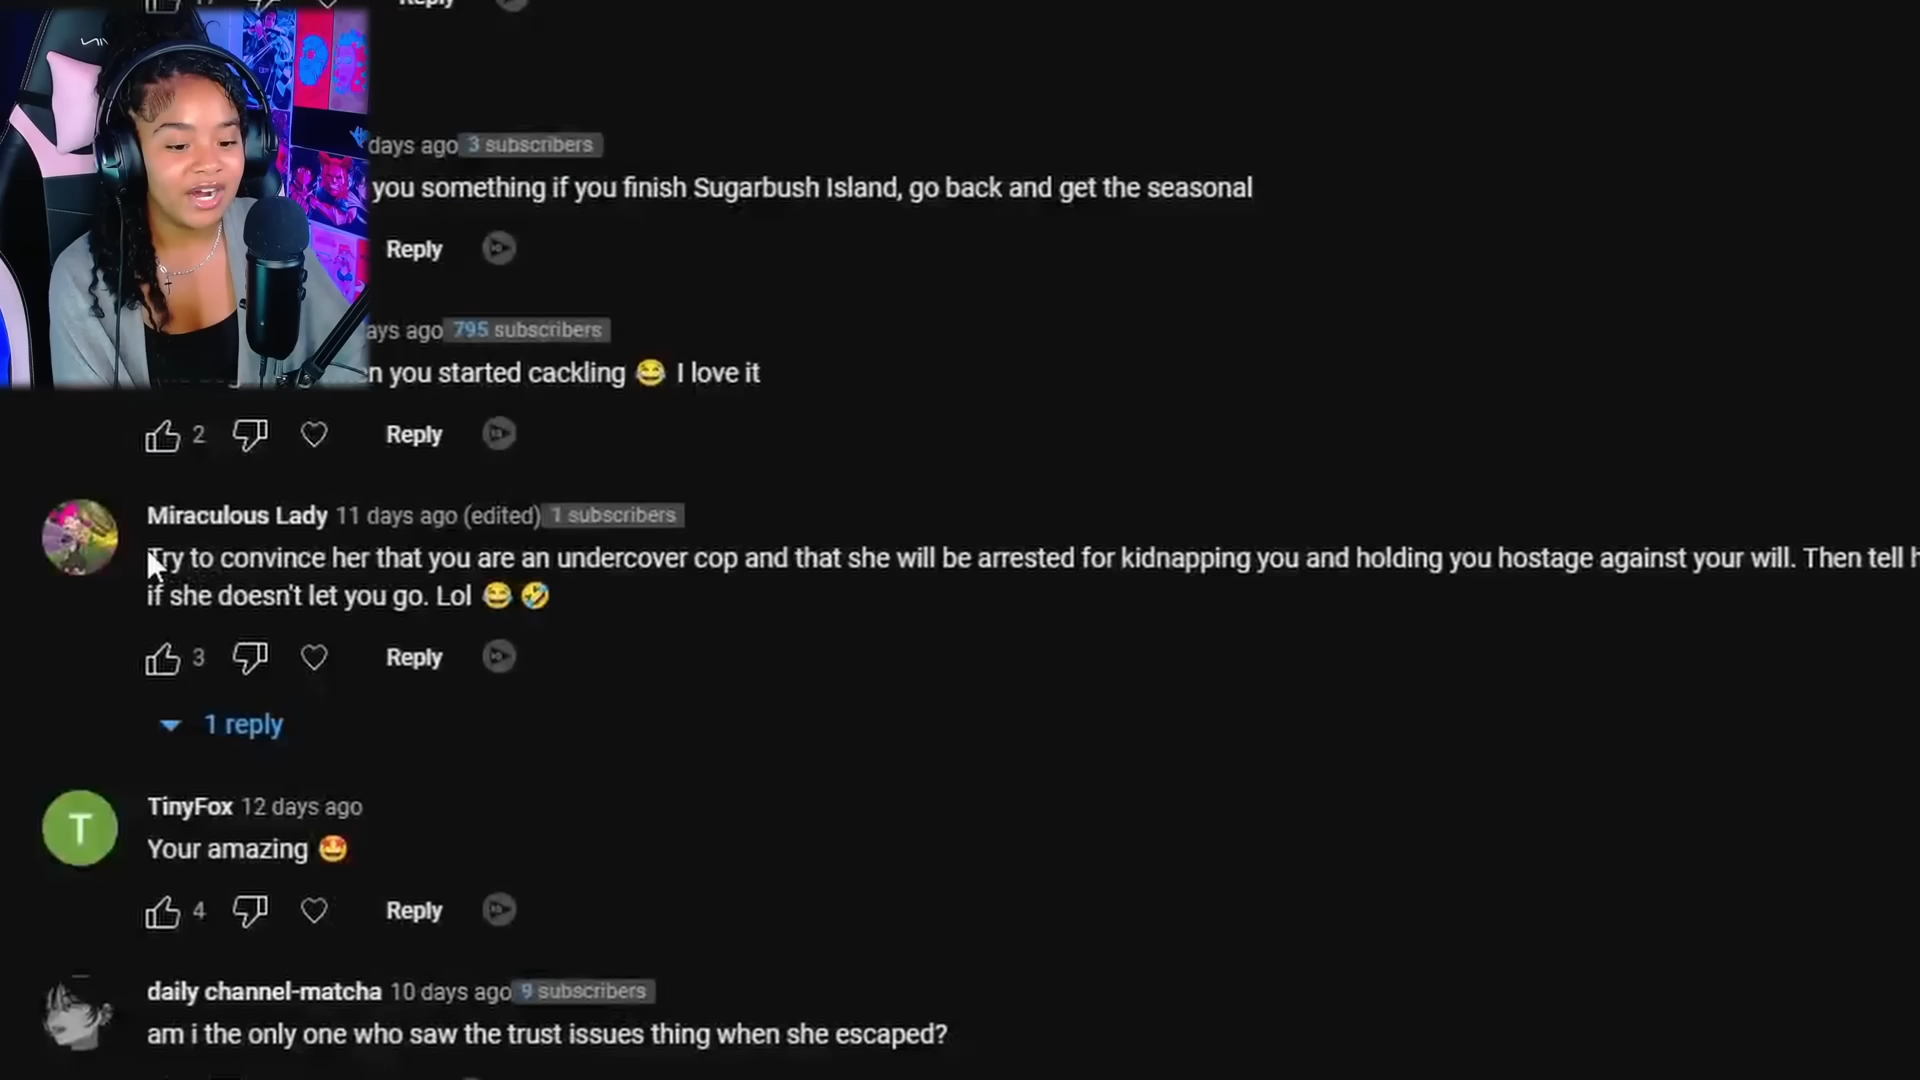 17 Reply
days ago 3 subscribers
you something if you finish Sugarbush Island, go back and get the seasonal
Reply
ays ago 795 subscribers
n you started cackling 😂 I love it
2 Reply
Miraculous Lady 11 days ago (edited) 1 subscribers
Try to convince her that you are an undercover cop and that she will be arrested for kidnapping you and holding you hostage against your will. Then tell h
if she doesn't let you go. Lol 😂 🤣
3 Reply
1 reply
T
TinyFox 12 days ago
Your amazing 🤩
4 Reply
daily channel-matcha 10 days ago 9 subscribers
am i the only one who saw the trust issues thing when she escaped?